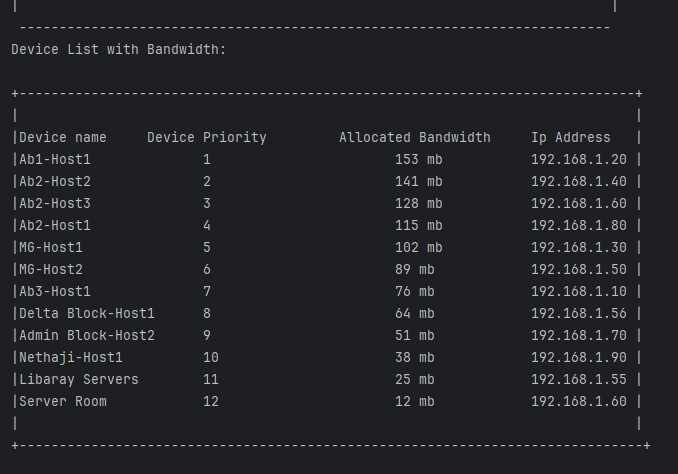 |                                                                          |
 --------------------------------------------------------------------------
Device List with Bandwidth:
+-----------------------------------------------------------------------------+
|                                                                             |
|Device name     Device Priority         Allocated Bandwidth     Ip Address   |
|Ab1-Host1              1                       153 mb           192.168.1.20 |
|Ab2-Host2              2                       141 mb           192.168.1.40 |
|Ab2-Host3              3                       128 mb           192.168.1.60 |
|Ab2-Host1              4                       115 mb           192.168.1.80 |
|MG-Host1               5                       102 mb           192.168.1.30 |
|MG-Host2               6                       89 mb            192.168.1.50 |
|Ab3-Host1              7                       76 mb            192.168.1.10 |
|Delta Block-Host1      8                       64 mb            192.168.1.56 |
|Admin Block-Host2      9                       51 mb            192.168.1.70 |
|Nethaji-Host1          10                      38 mb            192.168.1.90 |
|Libaray Servers        11                      25 mb            192.168.1.55 |
|Server Room            12                      12 mb            192.168.1.60 |
|                                                                             |
+------------------------------------------------------------------------------+